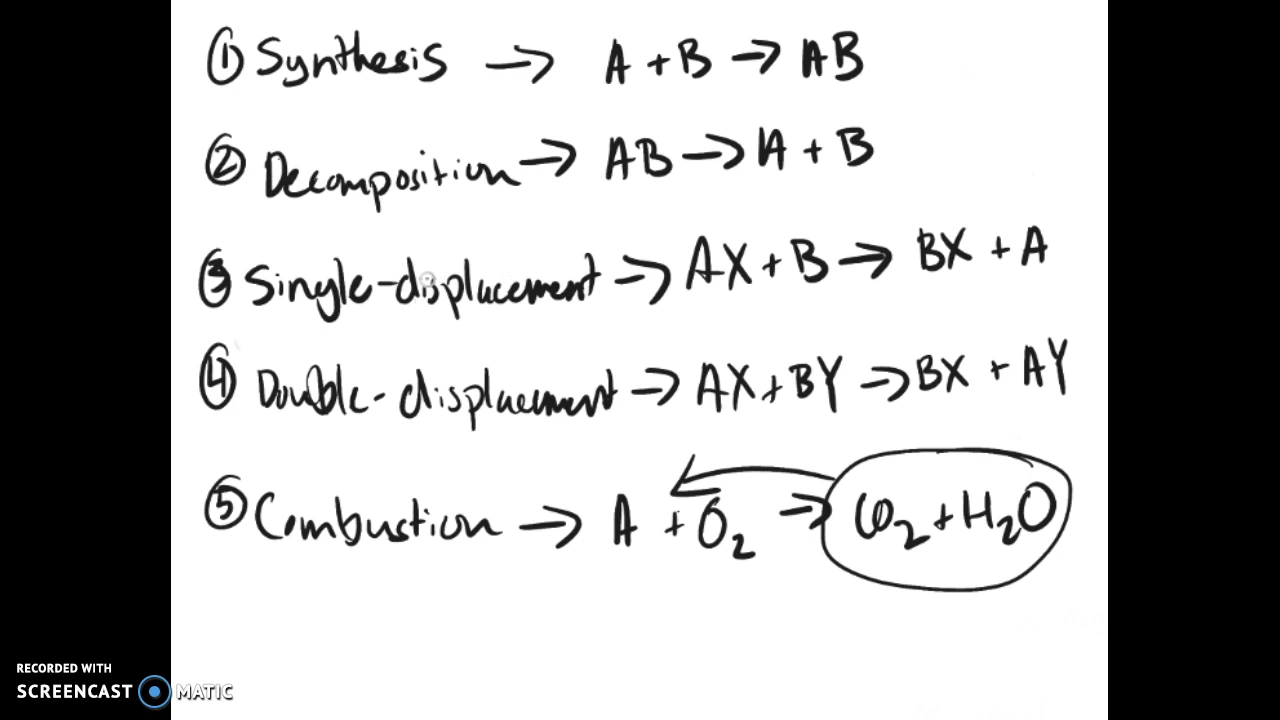 ① Synthesis → A + B → AB
② Decomposition → AB → A + B
③ Single-displacement → AX + B → BX + A
④ Double-displacement → AX + BY → BX + AY
⑤ Combustion → A + O₂ → CO₂ + H₂O
RECORDED WITH
SCREENCAST MATIC